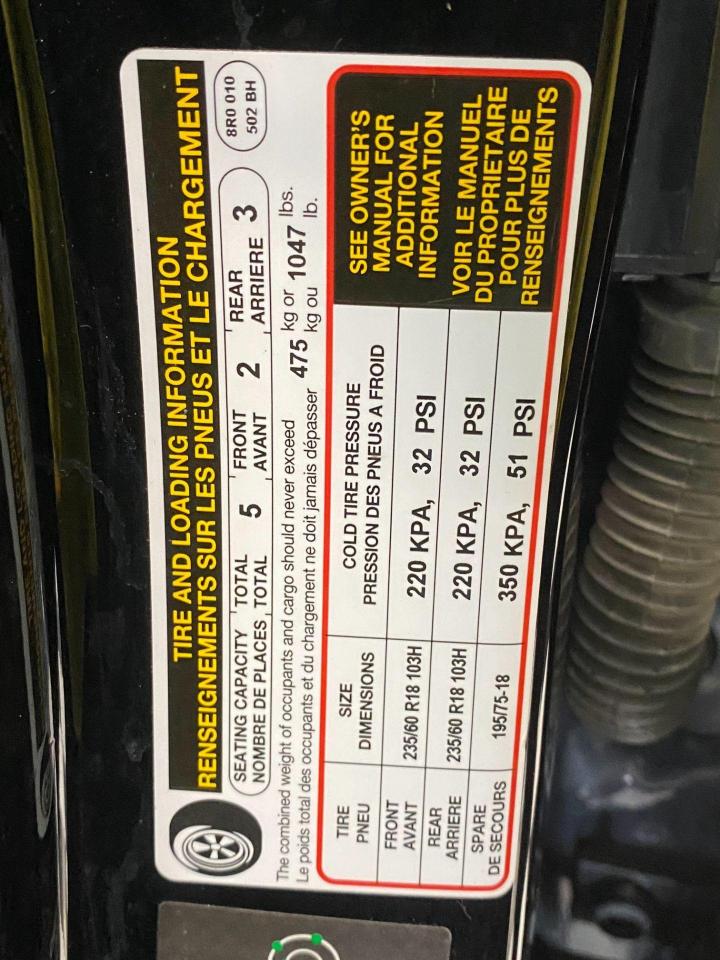 TIRE AND LOADING INFORMATION
RENSEIGNEMENTS SUR LES PNEUS ET LE CHARGEMENT
SEATING CAPACITY TOTAL 5 FRONT 2 REAR 3
NOMBRE DE PLACES TOTAL AVANT ARRIERE
8R0 010
502 BH
The combined weight of occupants and cargo should never exceed 475 kg or 1047 lbs.
Le poids total des occupants et du chargement ne doit jamais dépasser kg ou lb.
TIRE SIZE COLD TIRE PRESSURE
PNEU DIMENSIONS PRESSION DES PNEUS A FROID
FRONT
AVANT 235/60 R18 103H 220 KPA, 32 PSI
REAR
ARRIERE 235/60 R18 103H 220 KPA, 32 PSI
SPARE
DE SECOURS 195/75-18 350 KPA, 51 PSI
SEE OWNER'S
MANUAL FOR
ADDITIONAL
INFORMATION
VOIR LE MANUEL
DU PROPRIETAIRE
POUR PLUS DE
RENSEIGNEMENTS